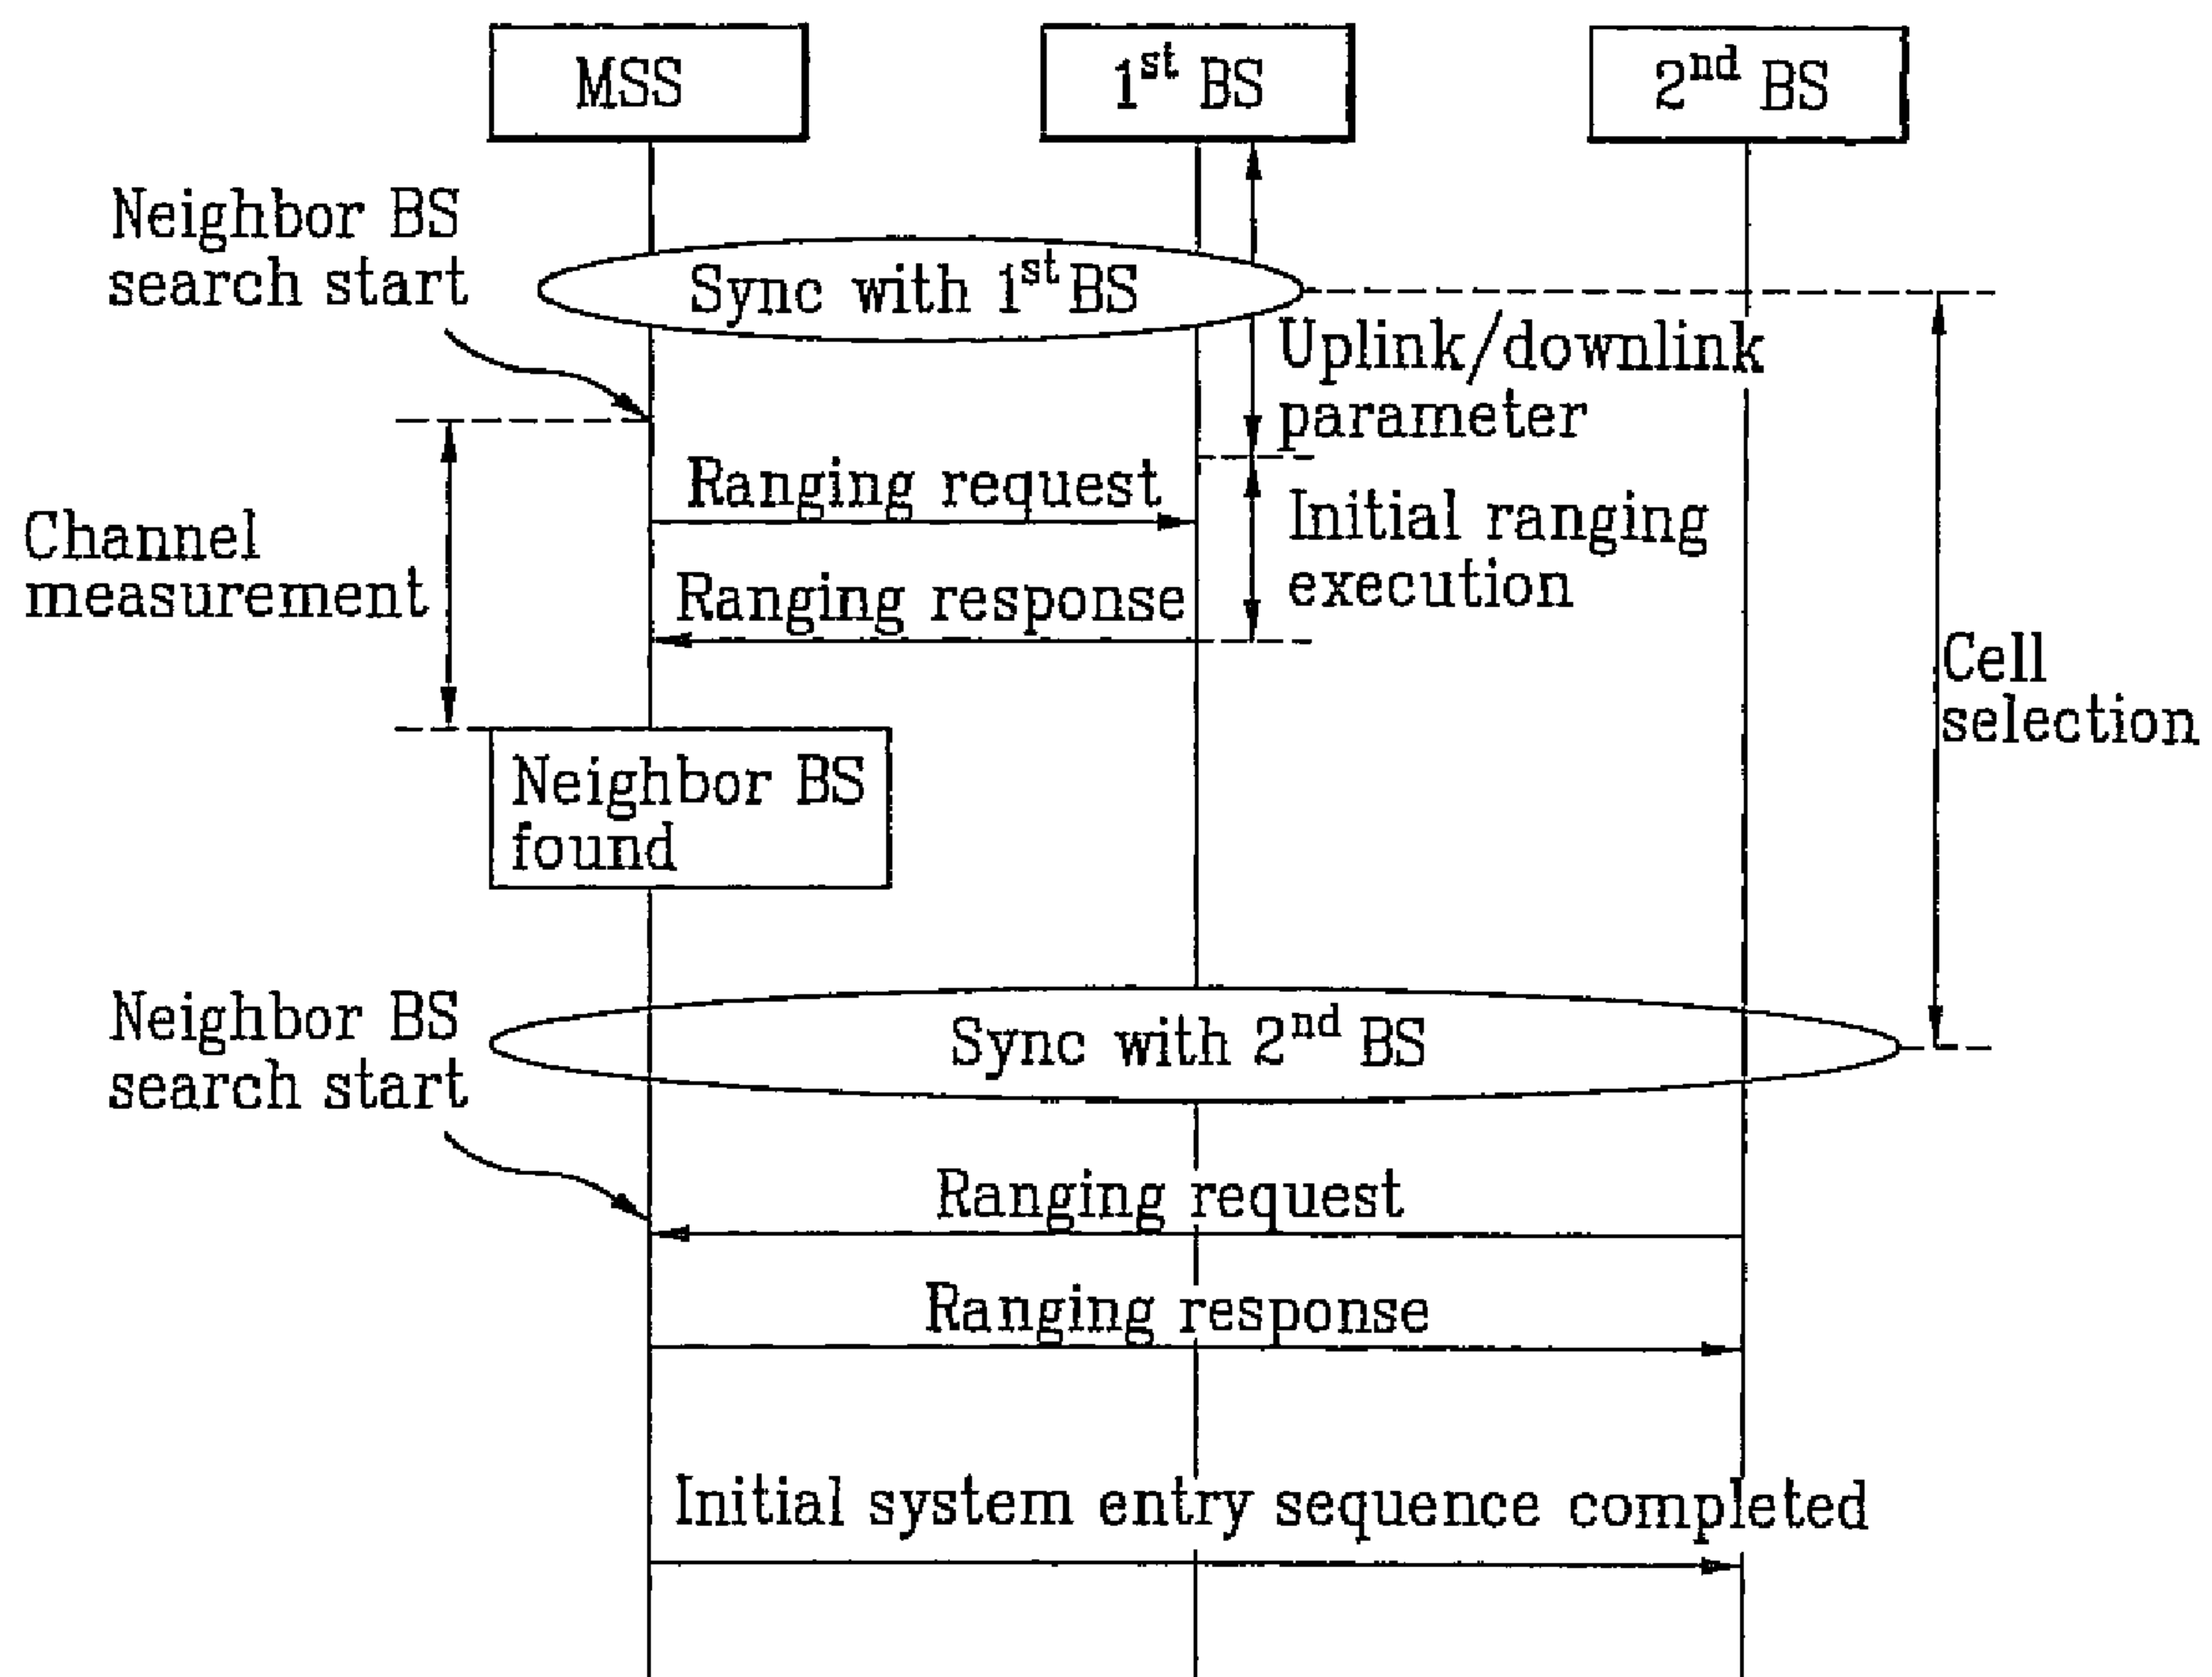 MSS
1st BS
2nd BS
Neighbor BS
search start
Sync with 1st BS
Uplink/downlink
parameter
Ranging request
Initial ranging
execution
Channel
measurement
Ranging response
Cell
selection
Neighbor BS
found
Neighbor BS
search start
Sync with 2nd BS
Ranging request
Ranging response
Initial system entry sequence completed